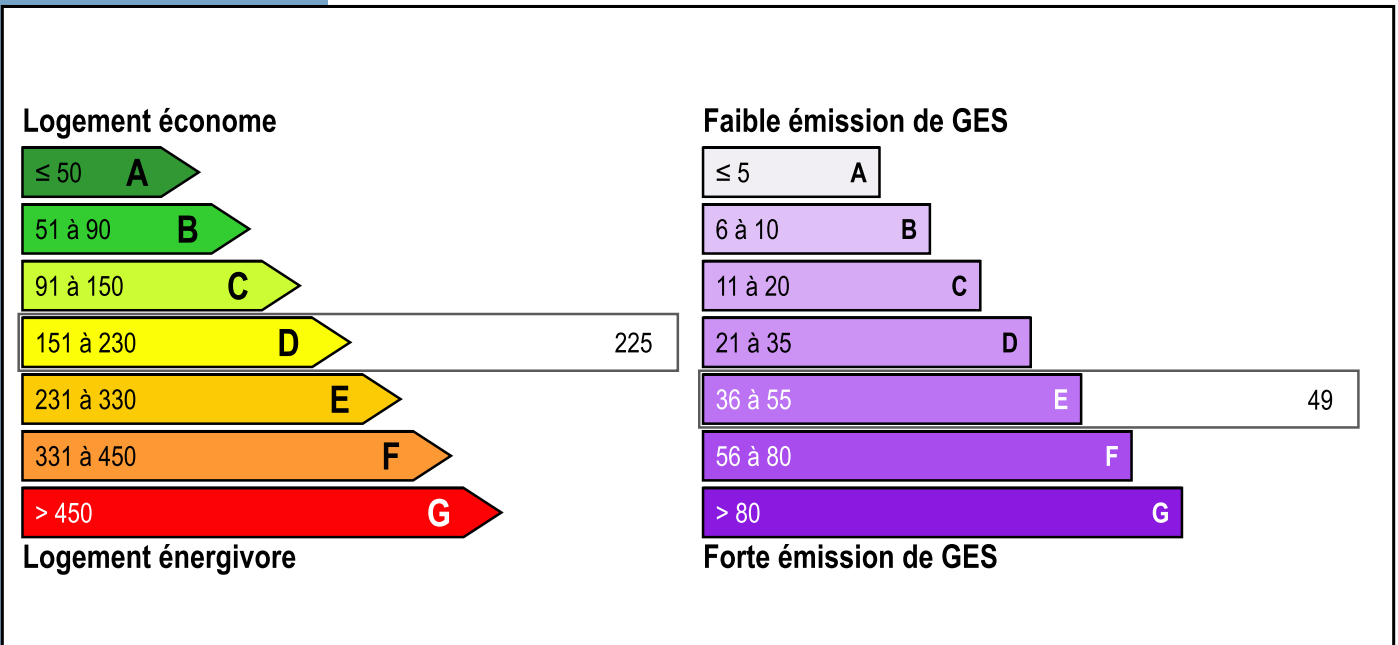 Logement économe
≤ 50 A
51 à 90 B
91 à 150 C
151 à 230 D 225
231 à 330 E
331 à 450 F
> 450 G
Logement énergivore
Faible émission de GES
≤ 5 A
6 à 10 B
11 à 20 C
21 à 35 D
36 à 55 E 49
56 à 80 F
> 80 G
Forte émission de GES